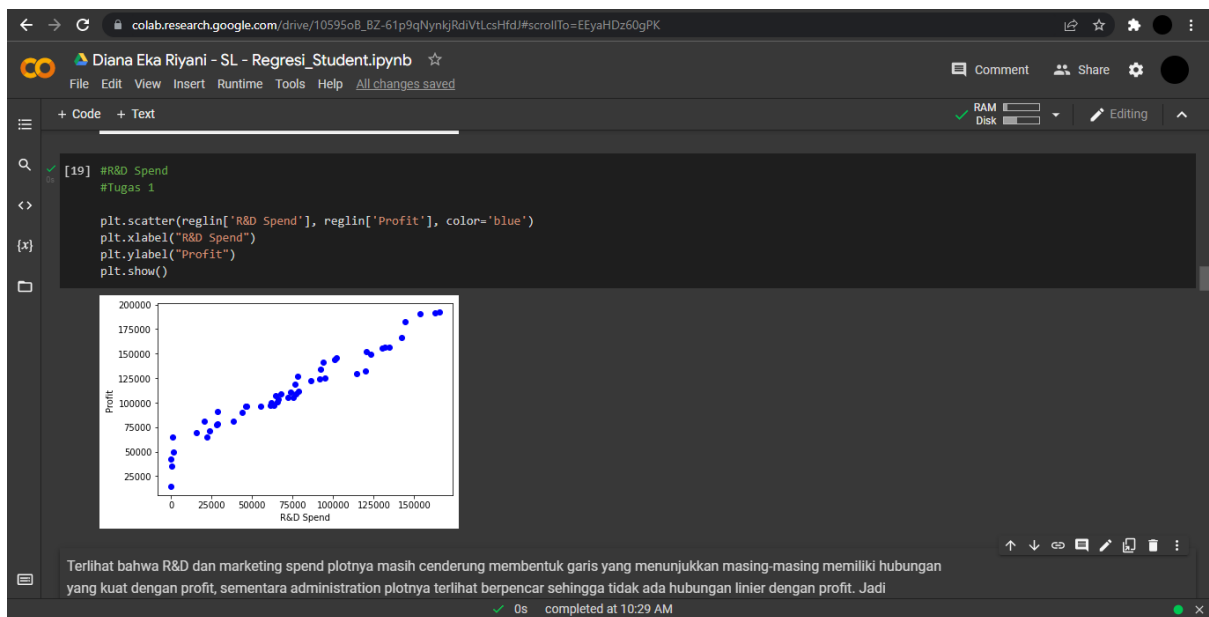 colab.research.google.com/drive/10595oB_BZ-61p9qNynkjRdiVtLcsHfdJ#scrollTo=EEyaHDz60gPK
Diana Eka Riyani - SL - Regresi_Student.ipynb
File Edit View Insert Runtime Tools Help All changes saved
Comment Share
+ Code + Text
RAM
Disk
Editing
[19] #R&D Spend
0s
#Tugas 1
plt.scatter(reglin['R&D Spend'], reglin['Profit'], color='blue')
plt.xlabel("R&D Spend")
plt.ylabel("Profit")
plt.show()
{x}
200000
175000
150000
125000
100000
75000
50000
25000
Profit
0 25000 50000 75000 100000 125000 150000
R&D Spend
Terlihat bahwa R&D dan marketing spend plotnya masih cenderung membentuk garis yang menunjukkan masing-masing memiliki hubungan
yang kuat dengan profit, sementara administration plotnya terlihat berpencar sehingga tidak ada hubungan linier dengan profit. Jadi
0s completed at 10:29 AM